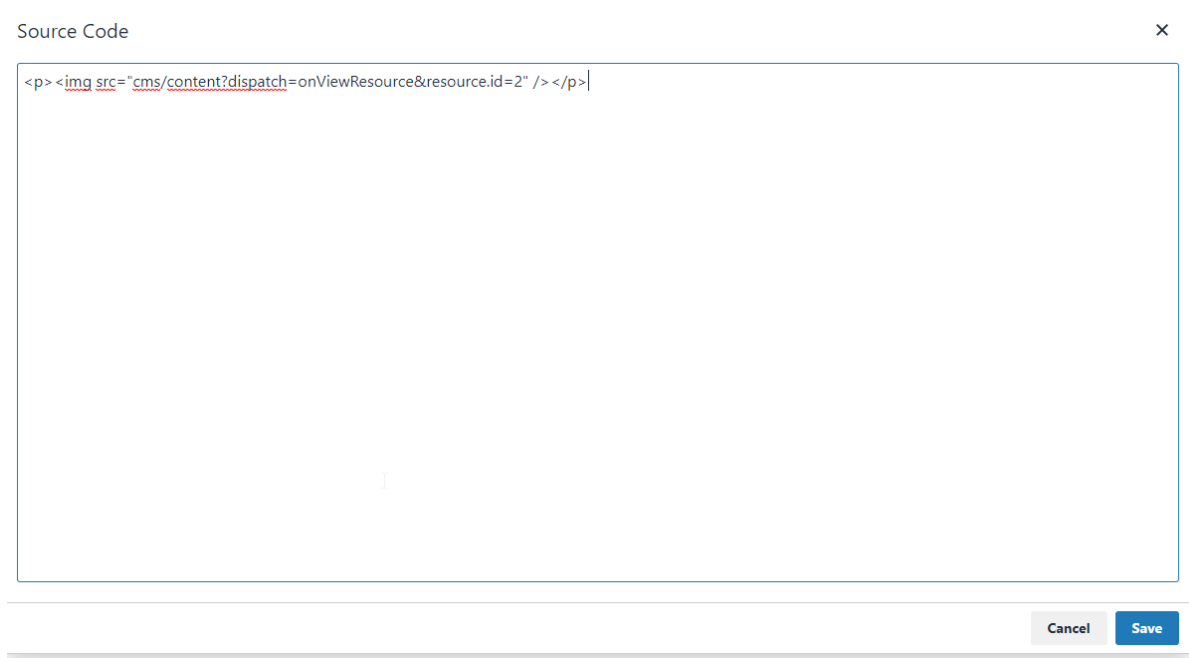 Source Code
<p><img src="cms/content?dispatch=onViewResource&resource.id=2" /></p>
Cancel Save